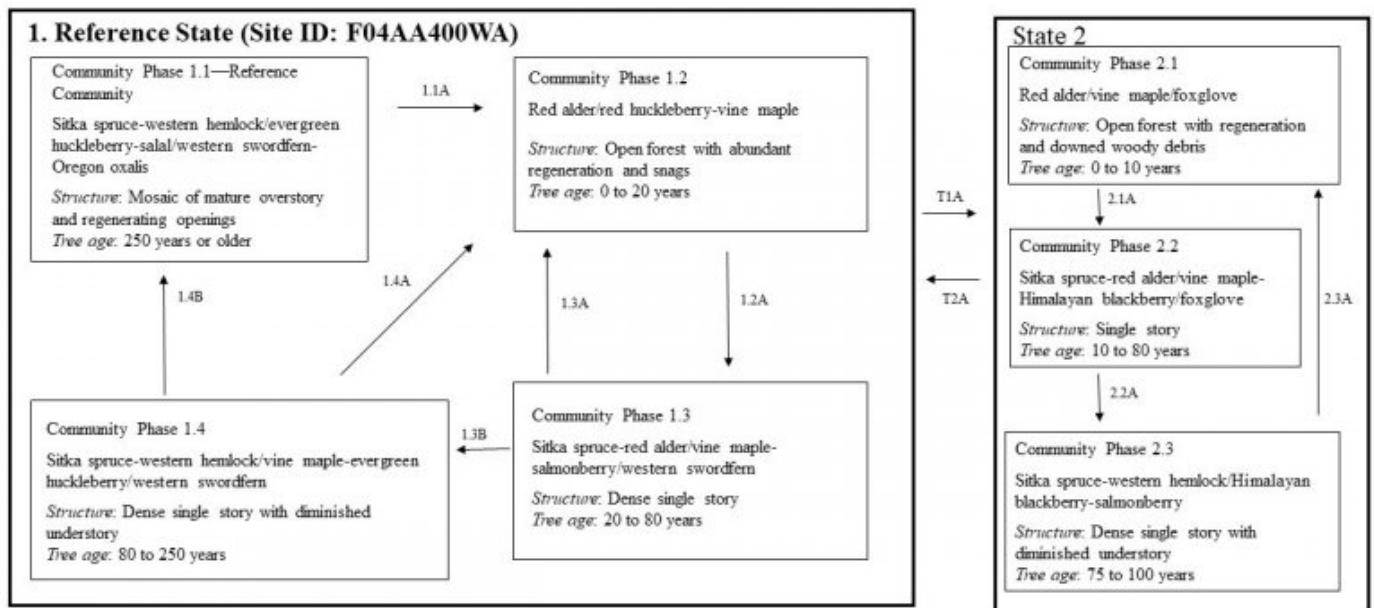 1. Reference State (Site ID: F04AA400WA)
Community Phase 1.1—Reference
Community
Sitka spruce-western hemlock/evergreen
huckleberry-salal/western swordfern-
Oregon oxalis
Structure: Mosaic of mature overstory
and regenerating openings
Tree age: 250 years or older
1.1A
Community Phase 1.2
Red alder/red huckleberry-vine maple
Structure: Open forest with abundant
regeneration and snags
Tree age: 0 to 20 years
1.4B
1.4A
1.3A
1.2A
Community Phase 1.4
Sitka spruce-western hemlock/vine maple-evergreen
huckleberry/western swordfern
Structure: Dense single story with diminished
understory
Tree age: 80 to 250 years
1.3B
Community Phase 1.3
Sitka spruce-red alder/vine maple-
salmonberry/western swordfern
Structure: Dense single story
Tree age: 20 to 80 years
T1A
T2A
State 2
Community Phase 2.1
Red alder/vine maple/foxglove
Structure: Open forest with regeneration
and downed woody debris
Tree age: 0 to 10 years
2.1A
Community Phase 2.2
Sitka spruce-red alder/vine maple-
Himalayan blackberry/foxglove
Structure: Single story
Tree age: 10 to 80 years
2.3A
2.2A
Community Phase 2.3
Sitka spruce-western hemlock/Himalayan
blackberry-salmonberry
Structure: Dense single story with
diminished understory
Tree age: 75 to 100 years